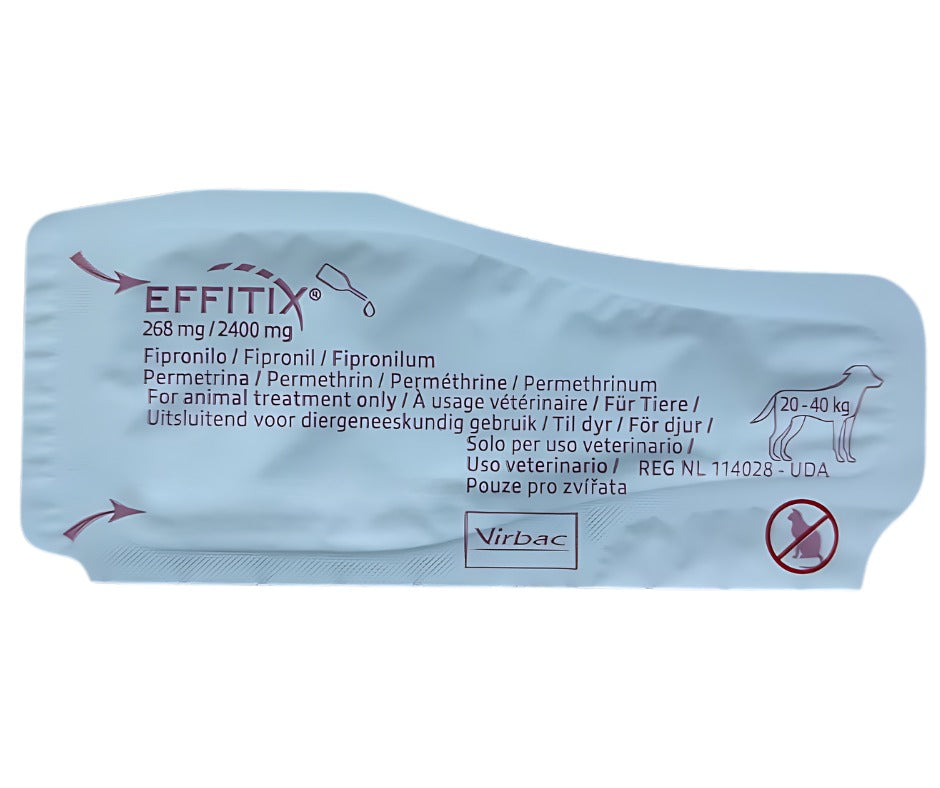 EFFITIX®
268 mg/2400 mg
Fipronilo / Fipronil / Fipronilum
Permetrina / Permethrin / Perméthrine / Permethrinum
For animal treatment only / À usage vétérinaire / Für Tiere /
Uitsluitend voor diergeneeskundig gebruik / Til dyr / För djur /
Solo per uso veterinario /
Uso veterinario / REG NL 114028 - UDA
Pouze pro zvířata
20 - 40 kg
Virbac